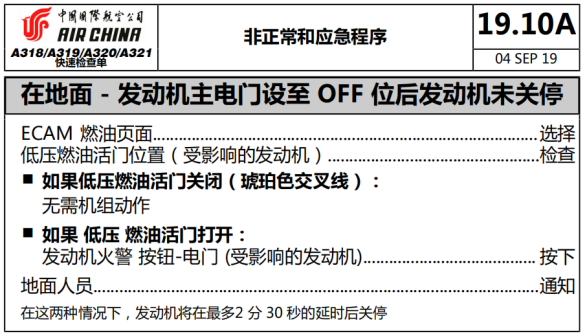 中国国际航空公司
AIR CHINA
A318/A319/A320/A321
快速检查单
非正常和应急程序
19.10A
04 SEP 19
在地面 - 发动机主电门设至 OFF 位后发动机未关停
ECAM 燃油页面......................................................................选择
低压燃油活门位置（受影响的发动机）......................................检查
■ 如果低压燃油活门关闭（琥珀色交叉线）：
无需机组动作
■ 如果 低压 燃油活门打开：
发动机火警 按钮-电门 (受影响的发动机)................................按下
地面人员..............................................................................通知
在这两种情况下，发动机将在最多2 分 30 秒的延时后关停